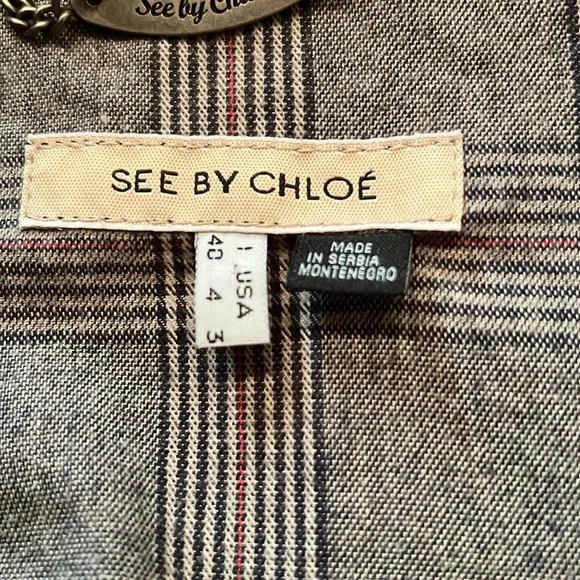 See by Chl
SEE BY CHLOÉ
I USA
40 4 3
MADE
IN SERBIA
MONTENEGRO